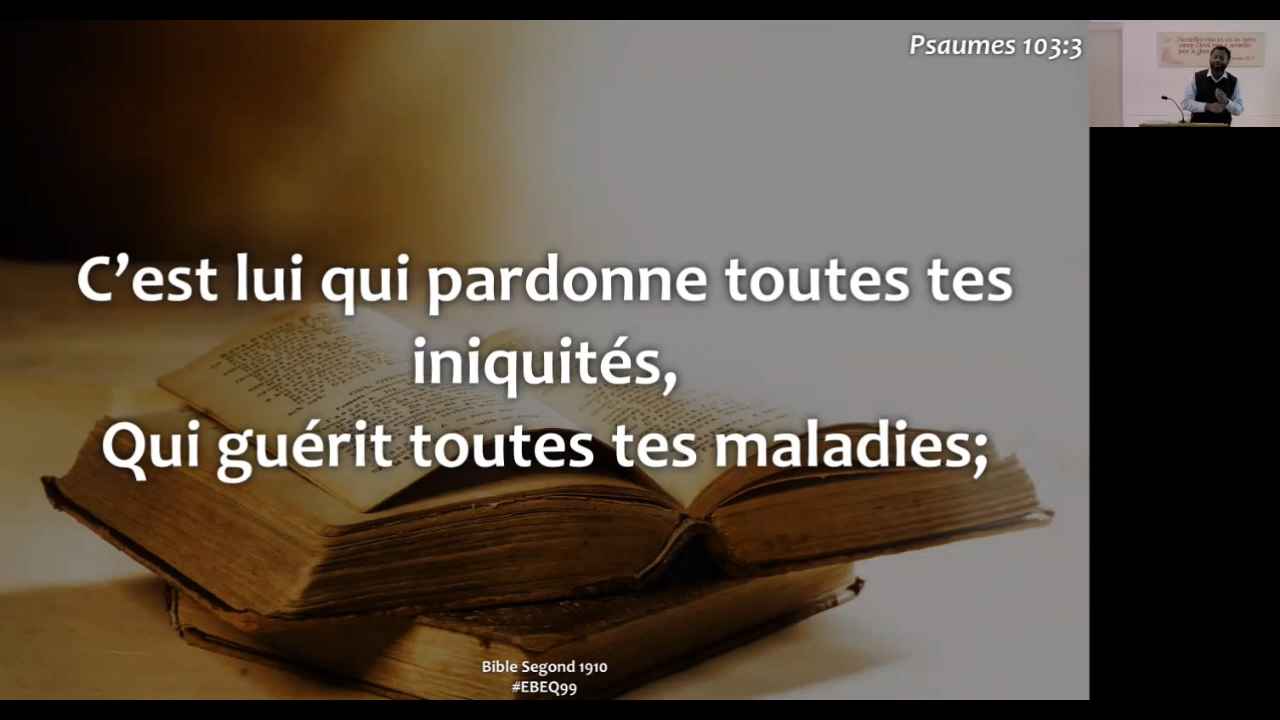 Psaumes 103:3
C’est lui qui pardonne toutes tes
iniquités,
Qui guérit toutes tes maladies;
Bible Segond 1910
#EBEQ99